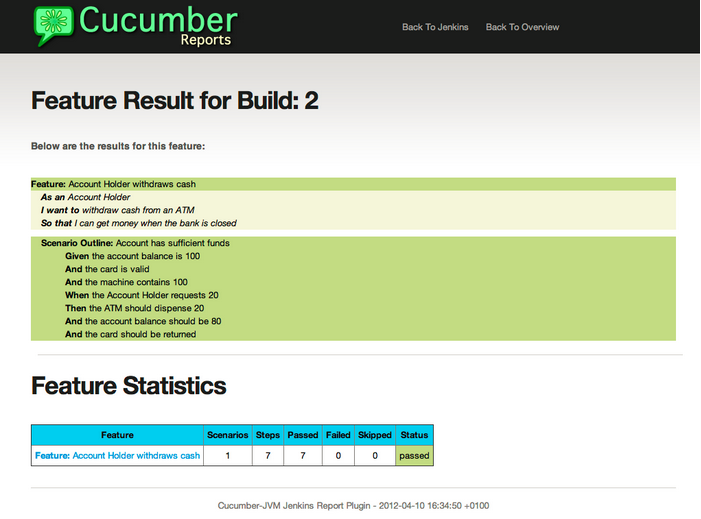 Cucumber
Reports
Back To Jenkins Back To Overview
Feature Result for Build: 2
Below are the results for this feature:
Feature: Account Holder withdraws cash
As an Account Holder
I want to withdraw cash from an ATM
So that I can get money when the bank is closed
Scenario Outline: Account has sufficient funds
Given the account balance is 100
And the card is valid
And the machine contains 100
When the Account Holder requests 20
Then the ATM should dispense 20
And the account balance should be 80
And the card should be returned
Feature Statistics
Feature Scenarios Steps Passed Failed Skipped Status
Feature: Account Holder withdraws cash 1 7 7 0 0 passed
Cucumber-JVM Jenkins Report Plugin - 2012-04-10 16:34:50 +0100